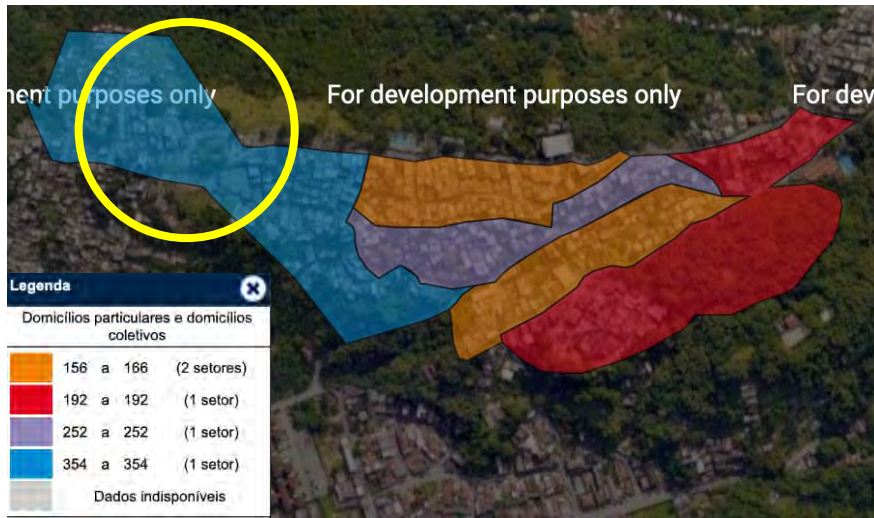 nent purposes only
For development purposes only
For dev
Legenda
Domicílios particulares e domicílios
coletivos
156 a 166 (2 setores)
192 a 192 (1 setor)
252 a 252 (1 setor)
354 a 354 (1 setor)
Dados indisponíveis